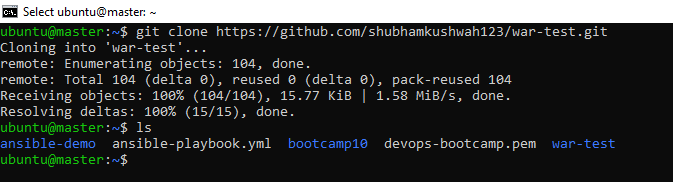 Select ubuntu@master: ~
ubuntu@master:~$ git clone https://github.com/shubhamkushwah123/war-test.git
Cloning into 'war-test'...
remote: Enumerating objects: 104, done.
remote: Total 104 (delta 0), reused 0 (delta 0), pack-reused 104
Receiving objects: 100% (104/104), 15.77 KiB | 1.58 MiB/s, done.
Resolving deltas: 100% (15/15), done.
ubuntu@master:~$ ls
ansible-demo  ansible-playbook.yml  bootcamp10  devops-bootcamp.pem  war-test
ubuntu@master:~$